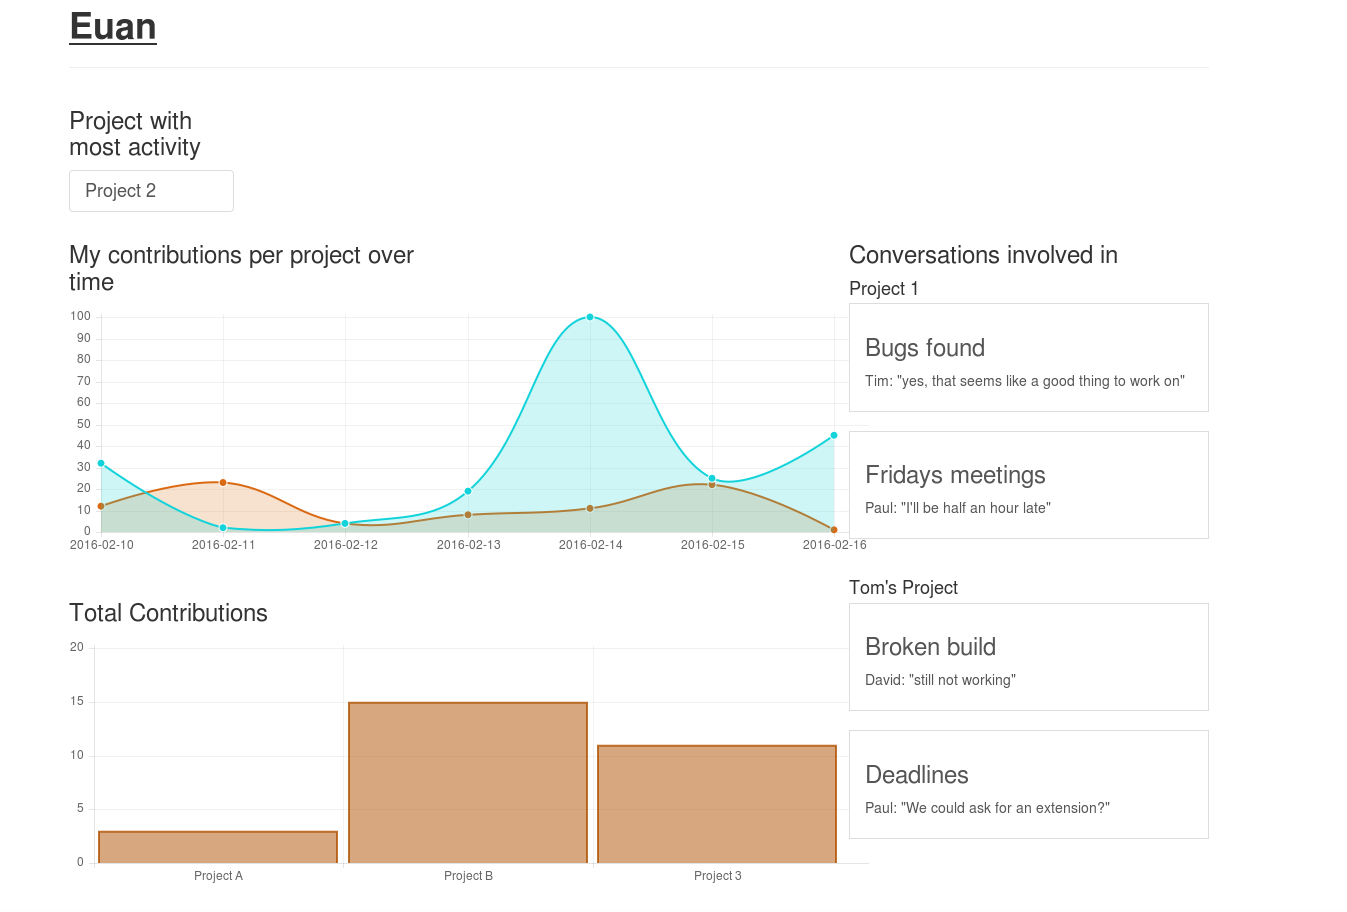 Euan
Project with
most activity
Project 2
My contributions per project over
time
100
90
80
70
60
50
40
30
20
10
0
2016-02-10 2016-02-11 2016-02-12 2016-02-13 2016-02-14 2016-02-15 2016-02-16
Total Contributions
20
15
10
5
0
Project A Project B Project 3
Conversations involved in
Project 1
Bugs found
Tim: "yes, that seems like a good thing to work on"
Fridays meetings
Paul: "I'll be half an hour late"
Tom's Project
Broken build
David: "still not working"
Deadlines
Paul: "We could ask for an extension?"